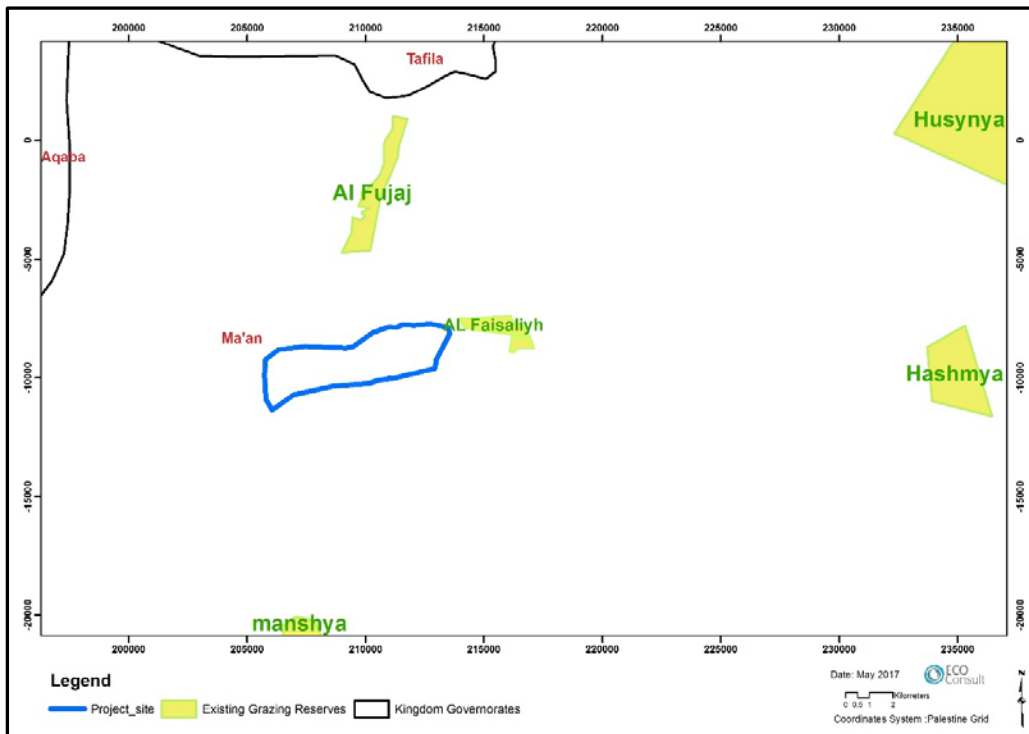 200000 205000 210000 215000 220000 225000 230000 235000
Tafila
Husynya
0 0
Aqaba
Al Fujaj
-5000 -5000
AL Faisaliyh
Ma'an
Hashmya
-10000 -10000
-15000 -15000
-20000 -20000
manshya
200000 205000 210000 215000 220000 225000 230000 235000
Legend
Project_site Existing Grazing Reserves Kingdom Governorates
Date: May 2017
ECO
Consult
Kilometers
0 0.5 1 2
Coordinates System :Palestine Grid